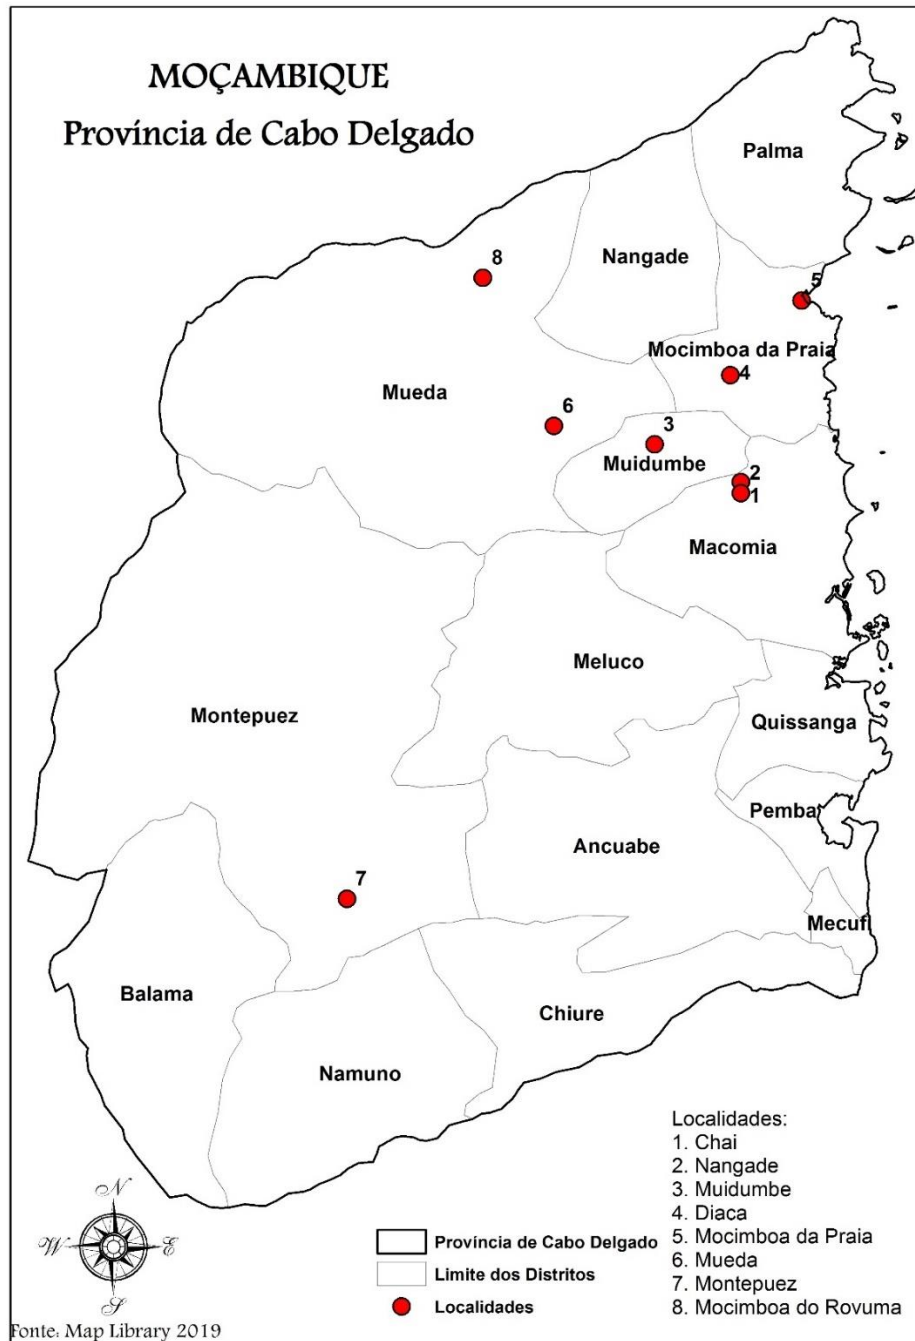 MOÇAMBIQUE
Província de Cabo Delgado
Palma
Nangade
8
5
Mocimboa da Praia
4
Mueda
6
3
Muidumbe
2
1
Macomia
Meluco
Montepuez
Quissanga
Pemba
Ancuabe
7
Mecufi
Balama
Chiure
Namuno
Localidades:
1. Chai
2. Nangade
3. Muidumbe
4. Diaca
5. Mocimboa da Praia
6. Mueda
7. Montepuez
8. Mocimboa do Rovuma
N
W E
S
Província de Cabo Delgado
Limite dos Distritos
Localidades
Fonte: Map Library 2019